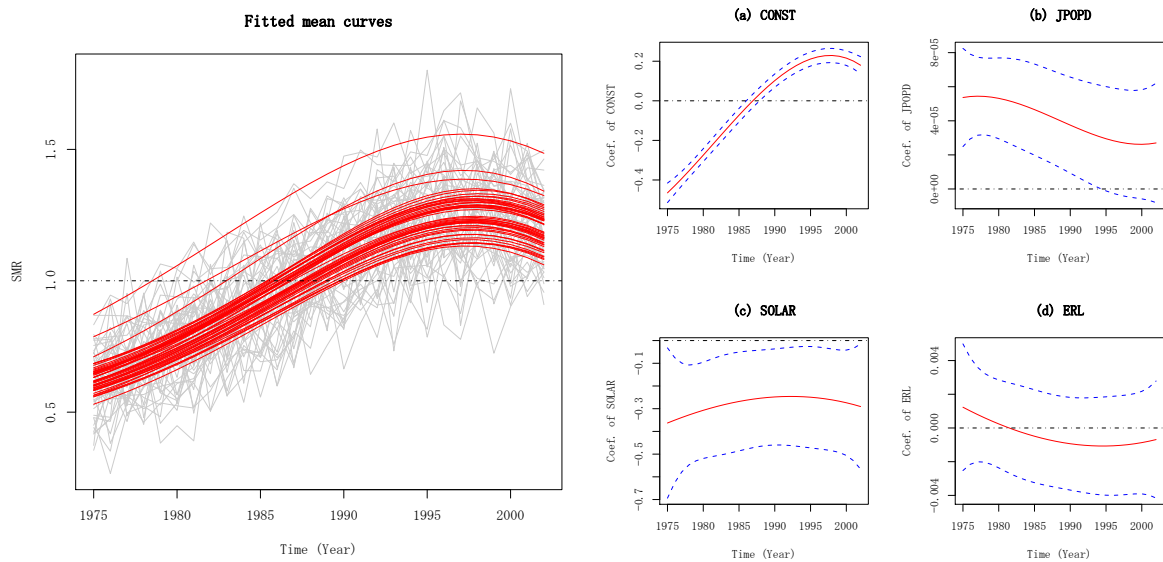 Fitted mean curves
SMR
1.5
1.0
0.5
1975 1980 1985 1990 1995 2000
Time (Year)
(a) CONST
Coef. of CONST
0.2
0.0
-0.2
-0.4
1975 1980 1985 1990 1995 2000
Time (Year)
(b) JPOPD
Coef. of JPOPD
8e-05
4e-05
0e+00
1975 1980 1985 1990 1995 2000
Time (Year)
(c) SOLAR
Coef. of SOLAR
-0.1
-0.3
-0.5
-0.7
1975 1980 1985 1990 1995 2000
Time (Year)
(d) ERL
Coef. of ERL
0.004
0.000
-0.004
1975 1980 1985 1990 1995 2000
Time (Year)